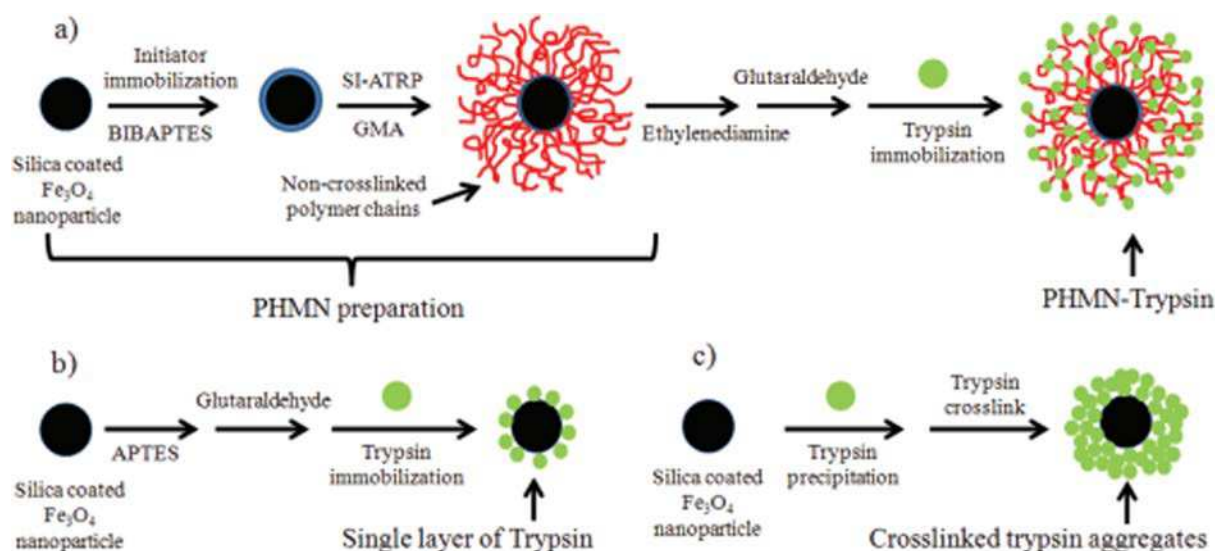 a)
Initiator
immobilization
BIBAPTES
SI-ATRP
GMA
Glutaraldehyde
Ethylenediamine
Trypsin
immobilization
Silica coated
Fe3O4
nanoparticle
Non-crosslinked
polymer chains
PHMN preparation
PHMN-Trypsin
b)
Glutaraldehyde
APTES
Trypsin
immobilization
Silica coated
Fe3O4
nanoparticle
Single layer of Trypsin
c)
Trypsin
crosslink
Trypsin
precipitation
Silica coated
Fe3O4
nanoparticle
Crosslinked trypsin aggregates